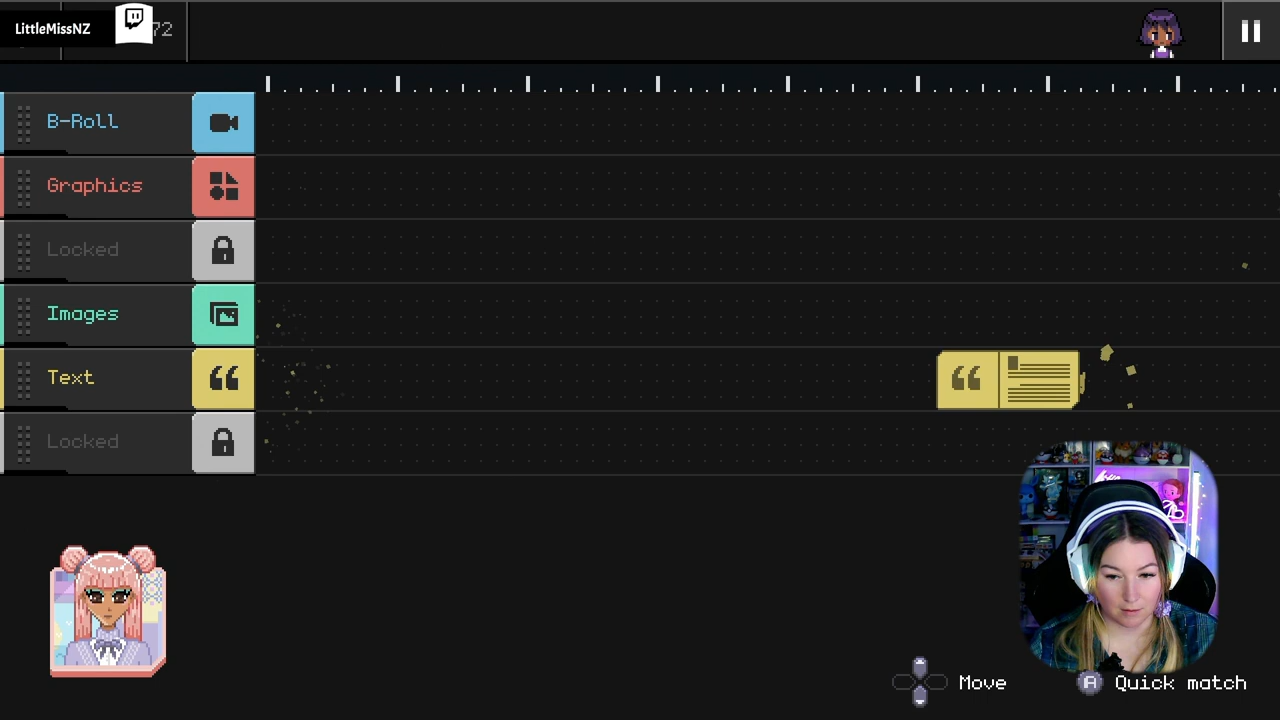 LittleMissNZ
72
B-Roll
Graphics
Locked
Images
Text
Locked
Move
A Quick match